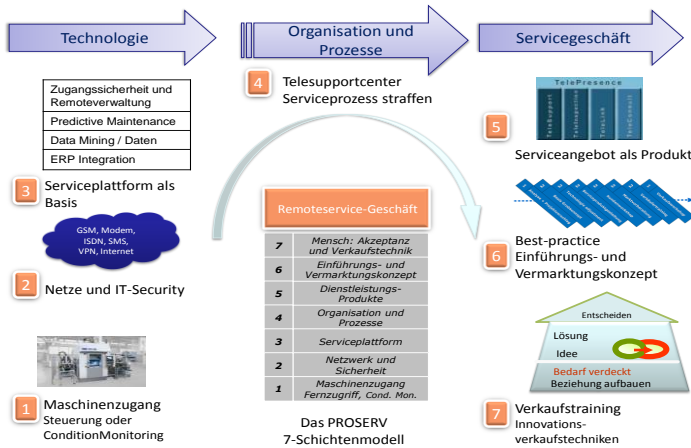 Technologie
Organisation und
Prozesse
Servicegeschäft
Zugangssicherheit und
Remoteverwaltung
Predictive Maintenance
Data Mining / Daten
ERP Integration
3
Serviceplattform als
Basis
GSM, Modem,
ISDN, SMS,
VPN, Internet
2
Netze und IT-Security
1
Maschinenzugang
Steuerung oder
ConditionMonitoring
4
Telesupportcenter
Serviceprozess straffen
Remoteservice-Geschäft
7 Mensch: Akzeptanz
und Verkaufstechnik
6 Einführungs- und
Vermarktungskonzept
5 Dienstleistungs-
Produkte
4 Organisation und
Prozesse
3 Serviceplattform
2 Netzwerk und
Sicherheit
1 Maschinenzugang
Fernzugriff, Cond. Mon.
Das PROSERV
7-Schichtenmodell
TelePresence
TeleSupport
TeleInspection
TeleLink
TeleConsult
5
Serviceangebot als Produkt
6
Best-practice
Einführungs- und
Vermarktungskonzept
Entscheiden
Lösung
Idee
Bedarf verdeckt
Beziehung aufbauen
7
Verkaufstraining
Innovations-
verkaufstechniken